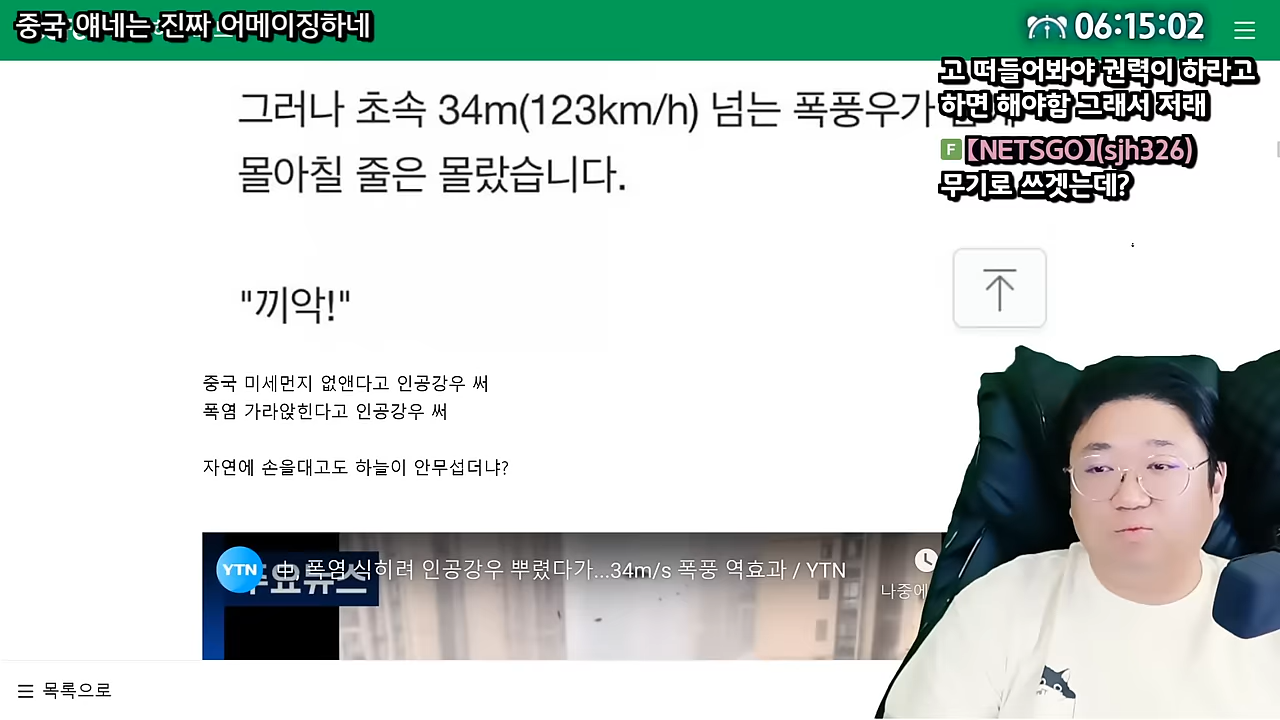 중국 얘네는 진짜 어메이징하네
06:15:02
고 떠들어봐야 권력이 하라고
하면 해야함 그래서 저래
F 【NETSGO】(sjh326)
무기로 쓰겟는데?
그러나 초속 34m(123km/h) 넘는 폭풍우가
몰아칠 줄은 몰랐습니다.
"끼악!"
중국 미세먼지 없앤다고 인공강우 써
폭염 가라앉힌다고 인공강우 써
자연에 손을대고도 하늘이 안무섭더냐?
YTN
中 폭염 식히려 인공강우 뿌렸다가...34m/s 폭풍 역효과 / YTN
주요뉴스
나중에
목록으로